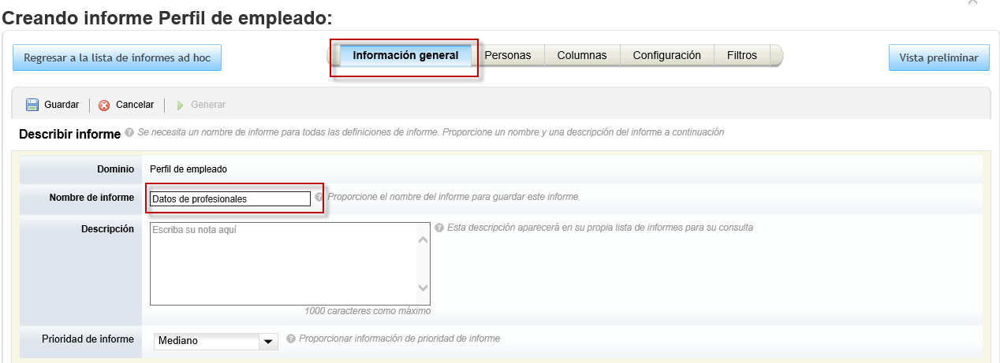 Creando informe Perfil de empleado:
Regresar a la lista de informes ad hoc
Información general
Personas
Columnas
Configuración
Filtros
Vista preliminar
Guardar
Cancelar
Generar
Describir informe Se necesita un nombre de informe para todas las definiciones de informe. Proporcione un nombre y una descripción del informe a continuación
Dominio Perfil de empleado
Nombre de informe Datos de profesionales Proporcione el nombre del informe para guardar este informe
Descripción Escriba su nota aquí Esta descripción aparecerá en su propia lista de informes para su consulta
1000 caracteres como máximo
Prioridad de informe Mediano Proporcionar información de prioridad de informe